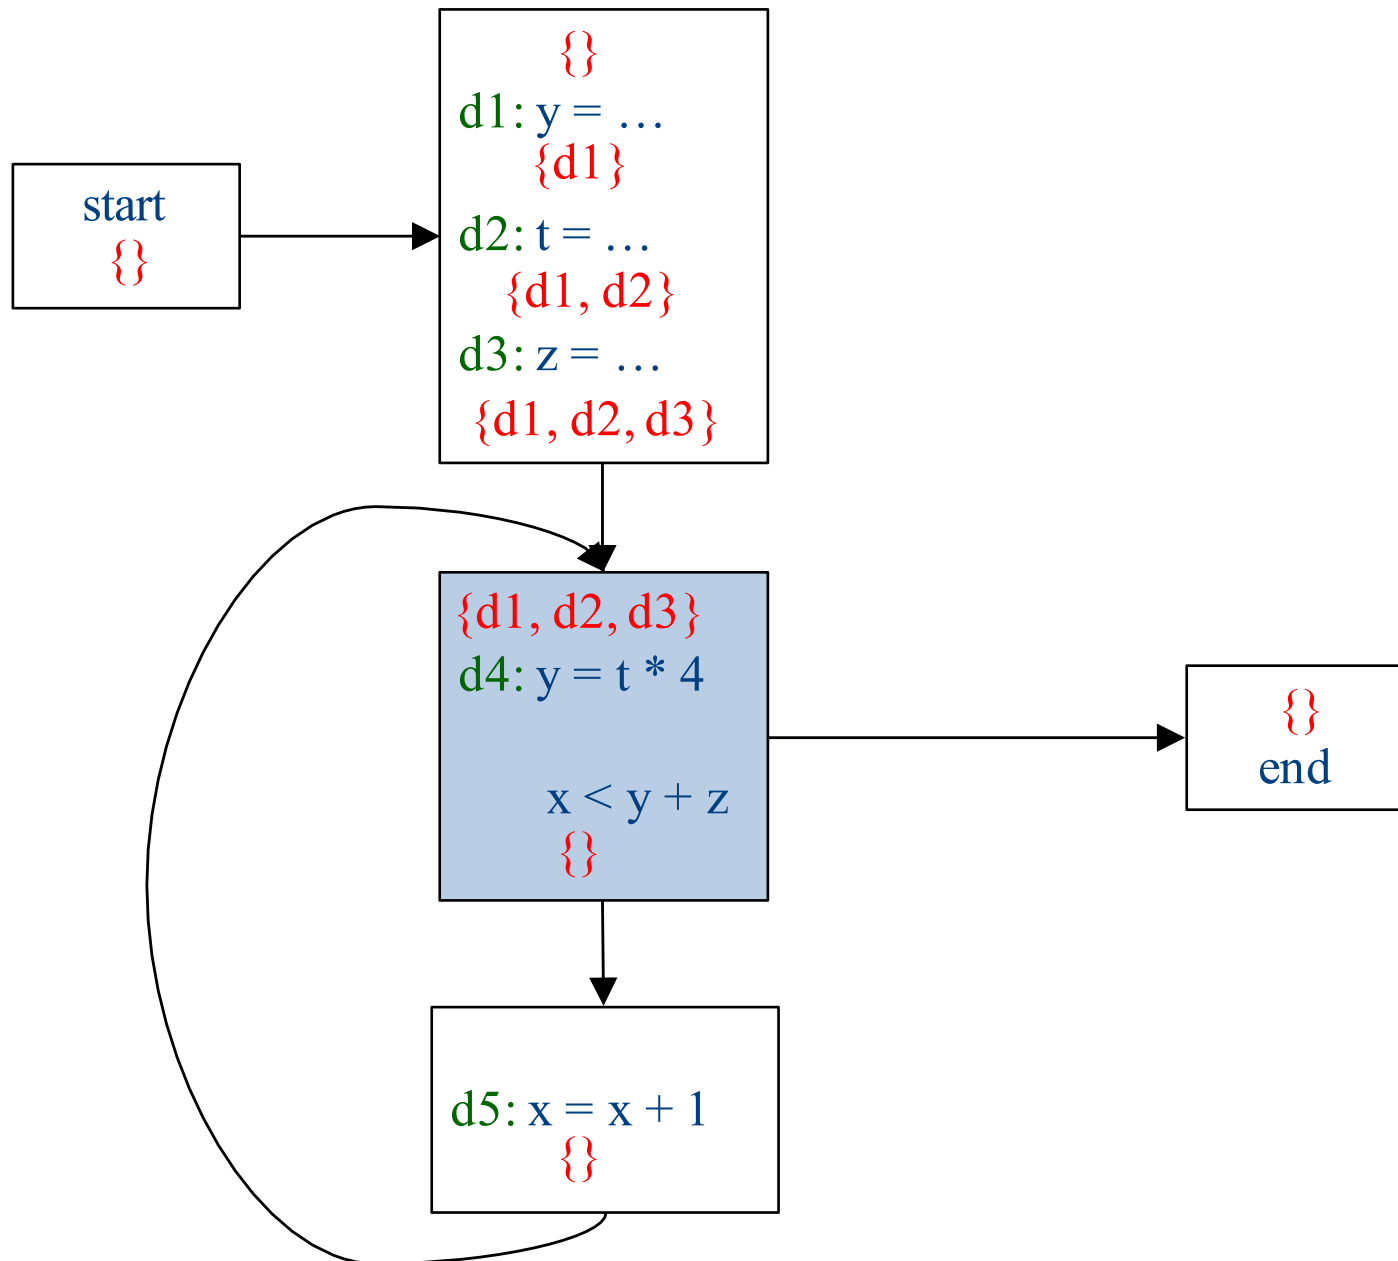 start
{}
{}
d1: y = …
{d1}
d2: t = …
{d1, d2}
d3: z = …
{d1, d2, d3}
{d1, d2, d3}
d4: y = t * 4
x < y + z
{}
{}
end
d5: x = x + 1
{}